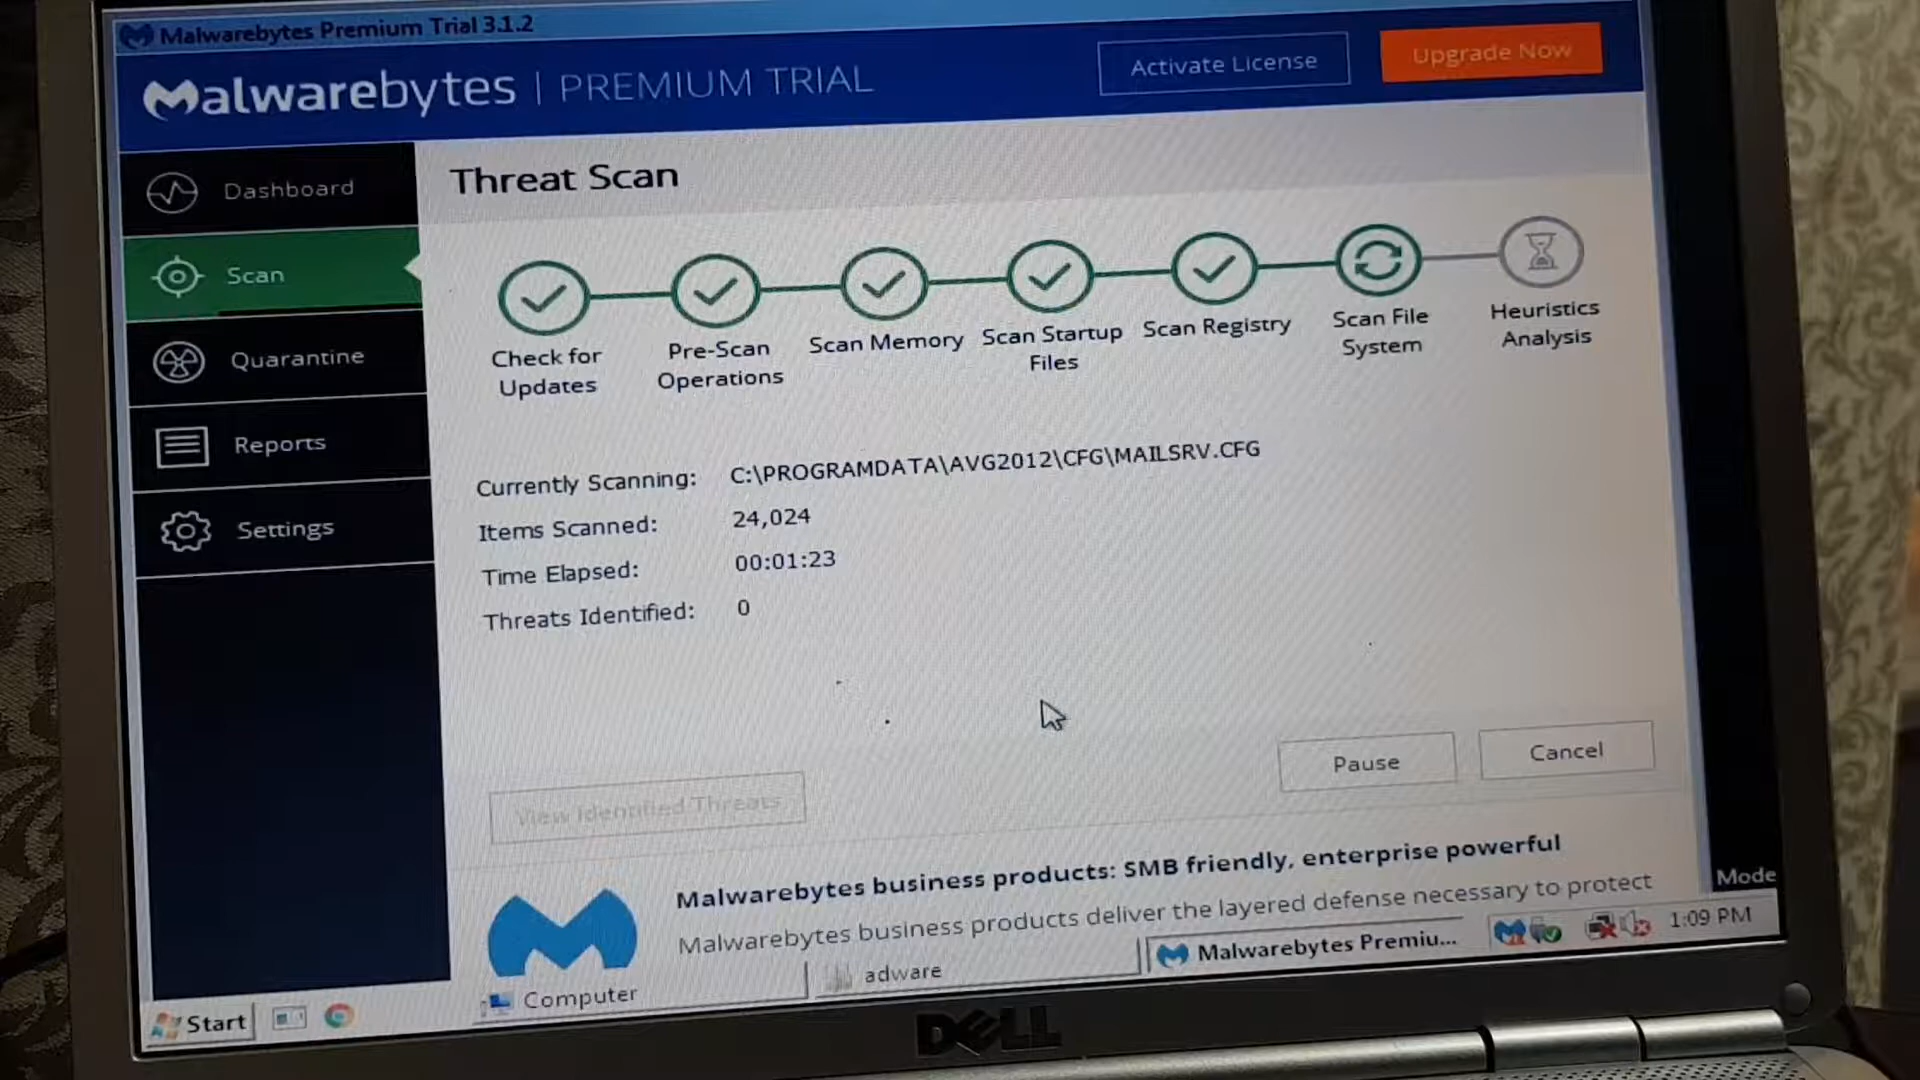 Malwarebytes Premium Trial 3.1.2
Malwarebytes | PREMIUM TRIAL
Activate License
Upgrade Now
Dashboard
Scan
Quarantine
Reports
Settings
Threat Scan
Check for
Updates
Pre-Scan
Operations
Scan Memory
Scan Startup
Files
Scan Registry
Scan File
System
Heuristics
Analysis
Currently Scanning: C:\PROGRAMDATA\AVG2012\CFG\MAILSRV.CFG
Items Scanned: 24,024
Time Elapsed: 00:01:23
Threats Identified: 0
View Identified Threats
Pause
Cancel
Malwarebytes business products: SMB friendly, enterprise powerful
Malwarebytes business products deliver the layered defense necessary to protect
Mode
Start
Computer
adware
Malwarebytes Premiu...
1:09 PM
DELL